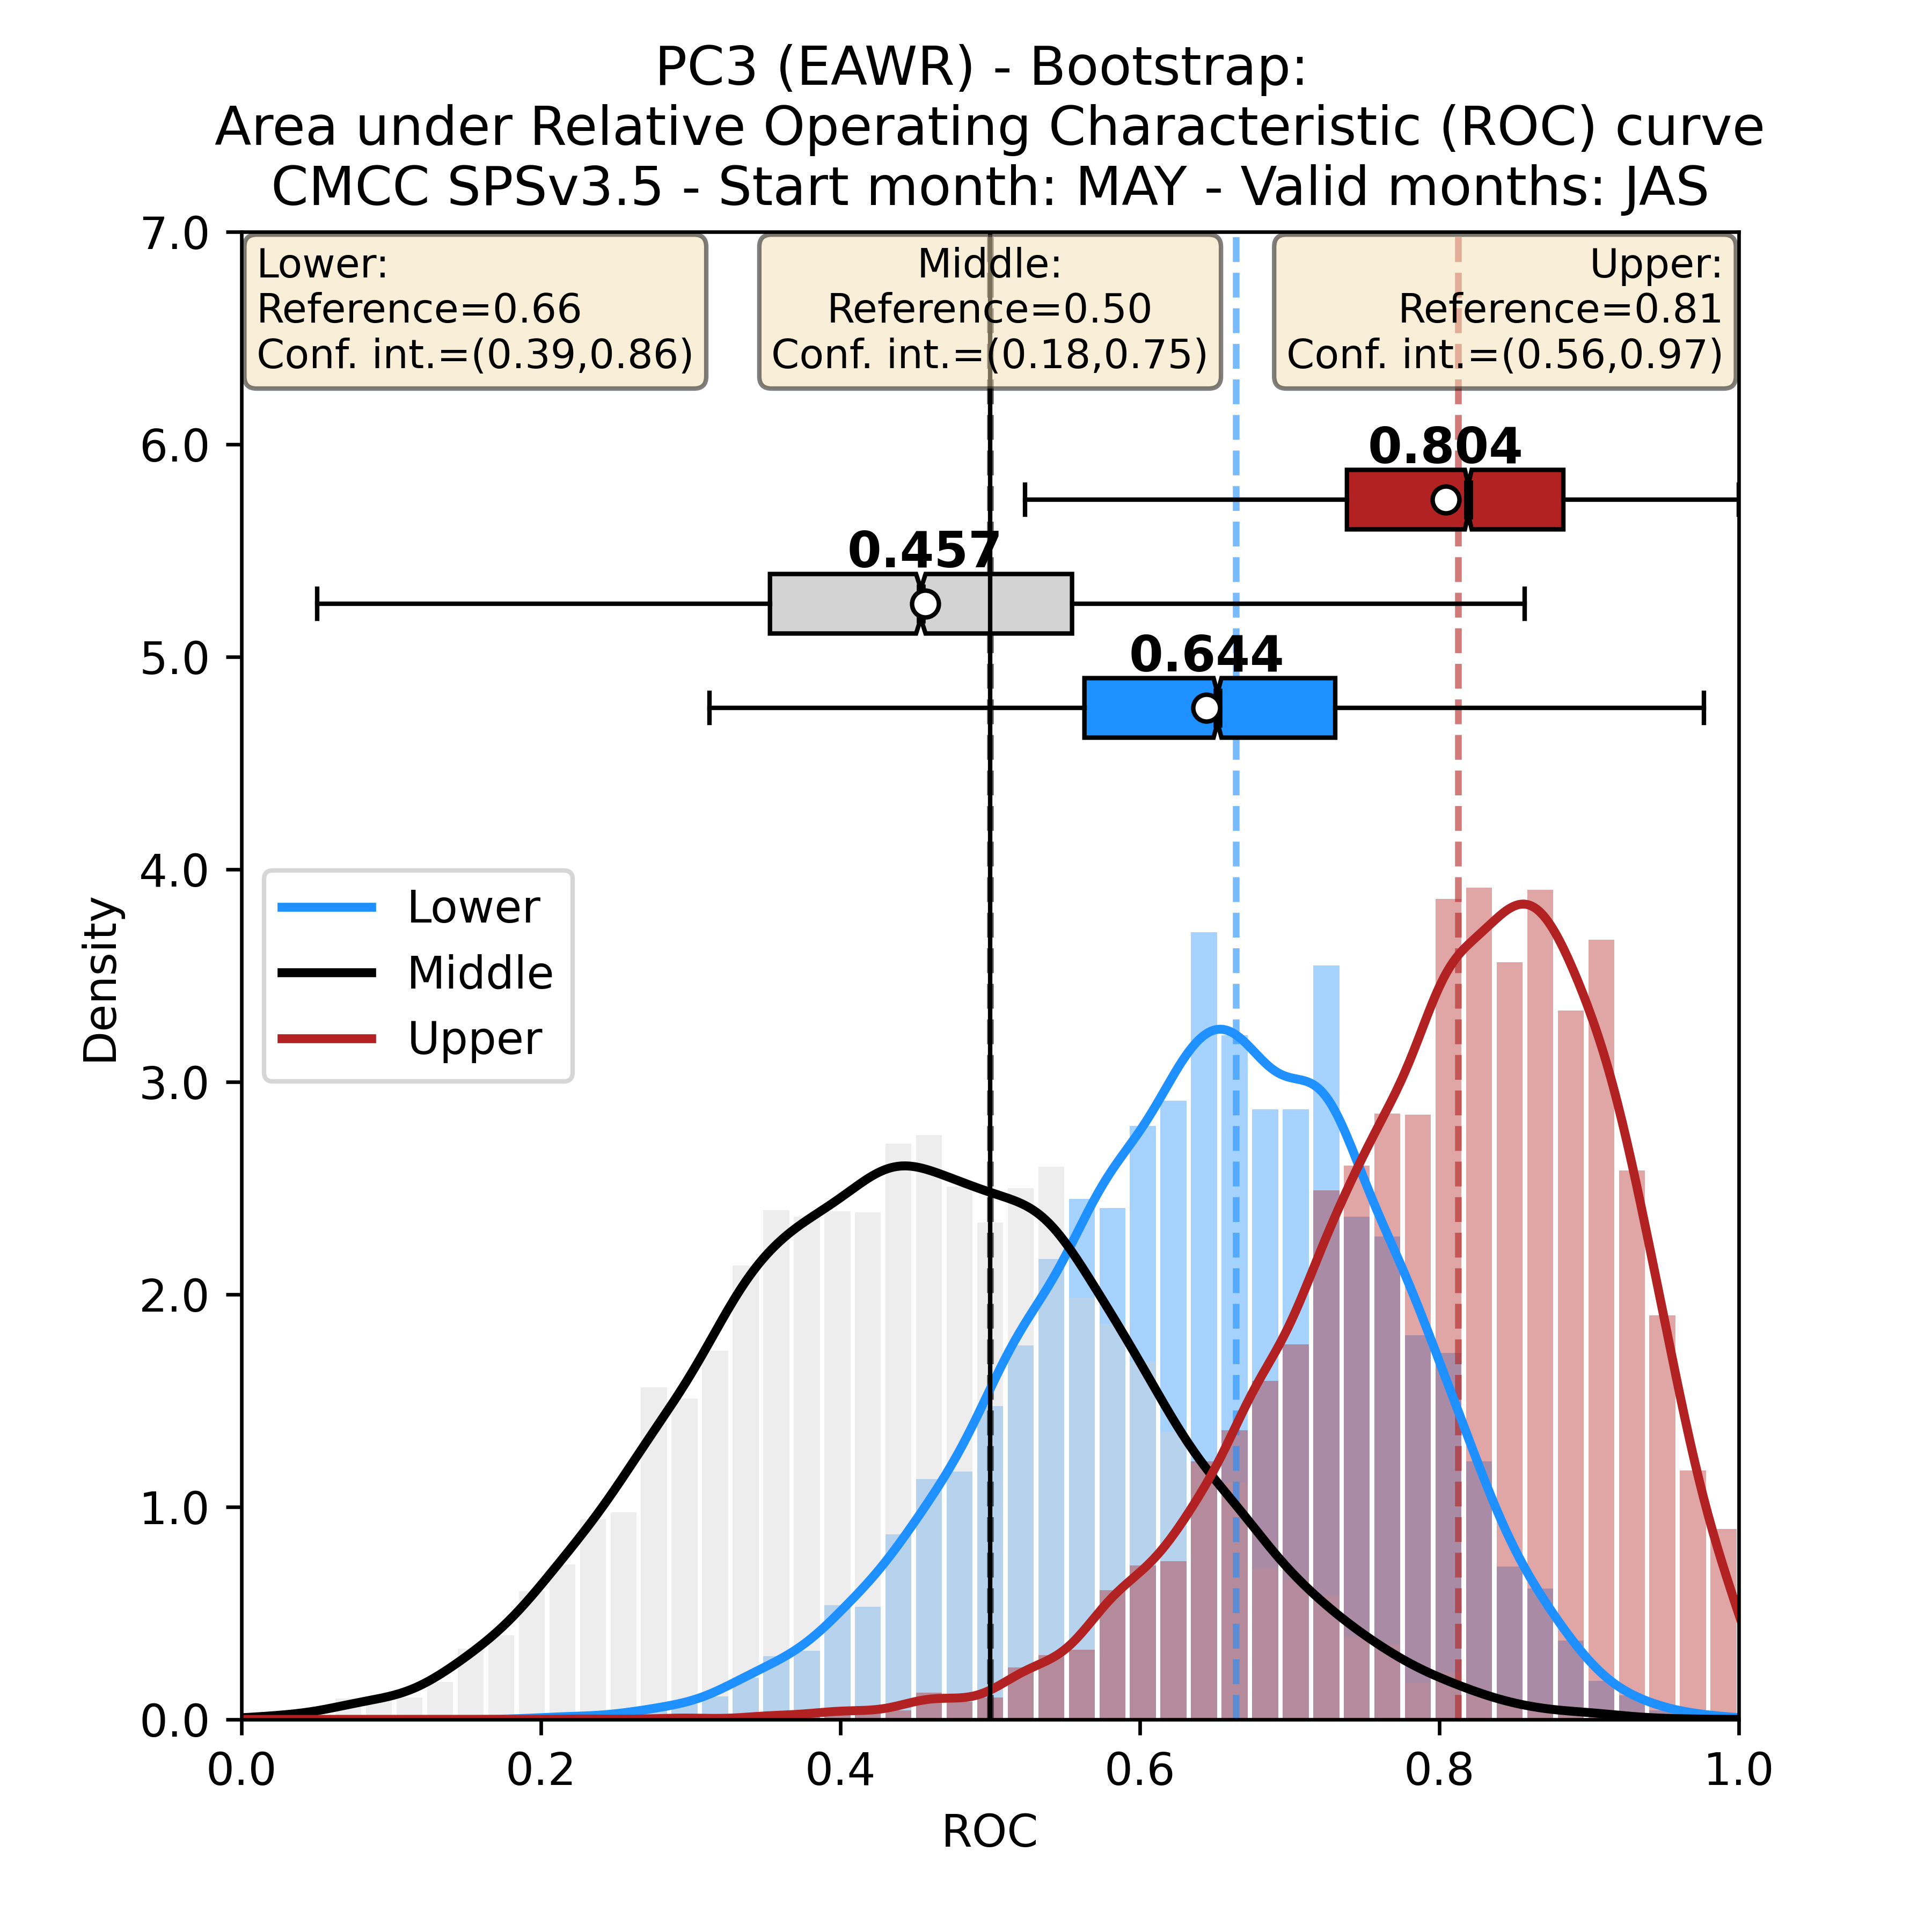 PC3 (EAWR) - Bootstrap:
Area under Relative Operating Characteristic (ROC) curve
CMCC SPSv3.5 - Start month: MAY - Valid months: JAS
7.0
Lower:
Reference=0.66
Conf. int.=(0.39,0.86)
Middle:
Reference=0.50
Conf. int.=(0.18,0.75)
Upper:
Reference=0.81
Conf. int.=(0.56,0.97)
6.0
0.804
0.457
5.0
0.644
4.0
Lower
Middle
Upper
Density
3.0
2.0
1.0
0.0
0.0
0.2
0.4
0.6
0.8
1.0
ROC